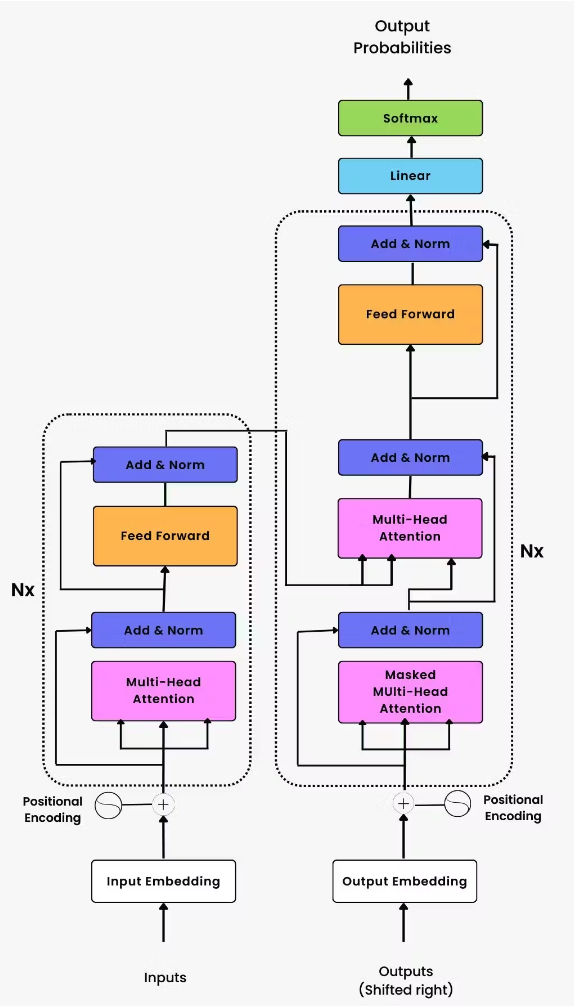 Output
Probabilities
Softmax
Linear
Add & Norm
Feed Forward
Add & Norm
Multi-Head
Attention
Nx
Add & Norm
Masked
MUlti-Head
Attention
Positional
Encoding
Output Embedding
Outputs
(Shifted right)
Add & Norm
Feed Forward
Nx
Add & Norm
Multi-Head
Attention
Positional
Encoding
Input Embedding
Inputs